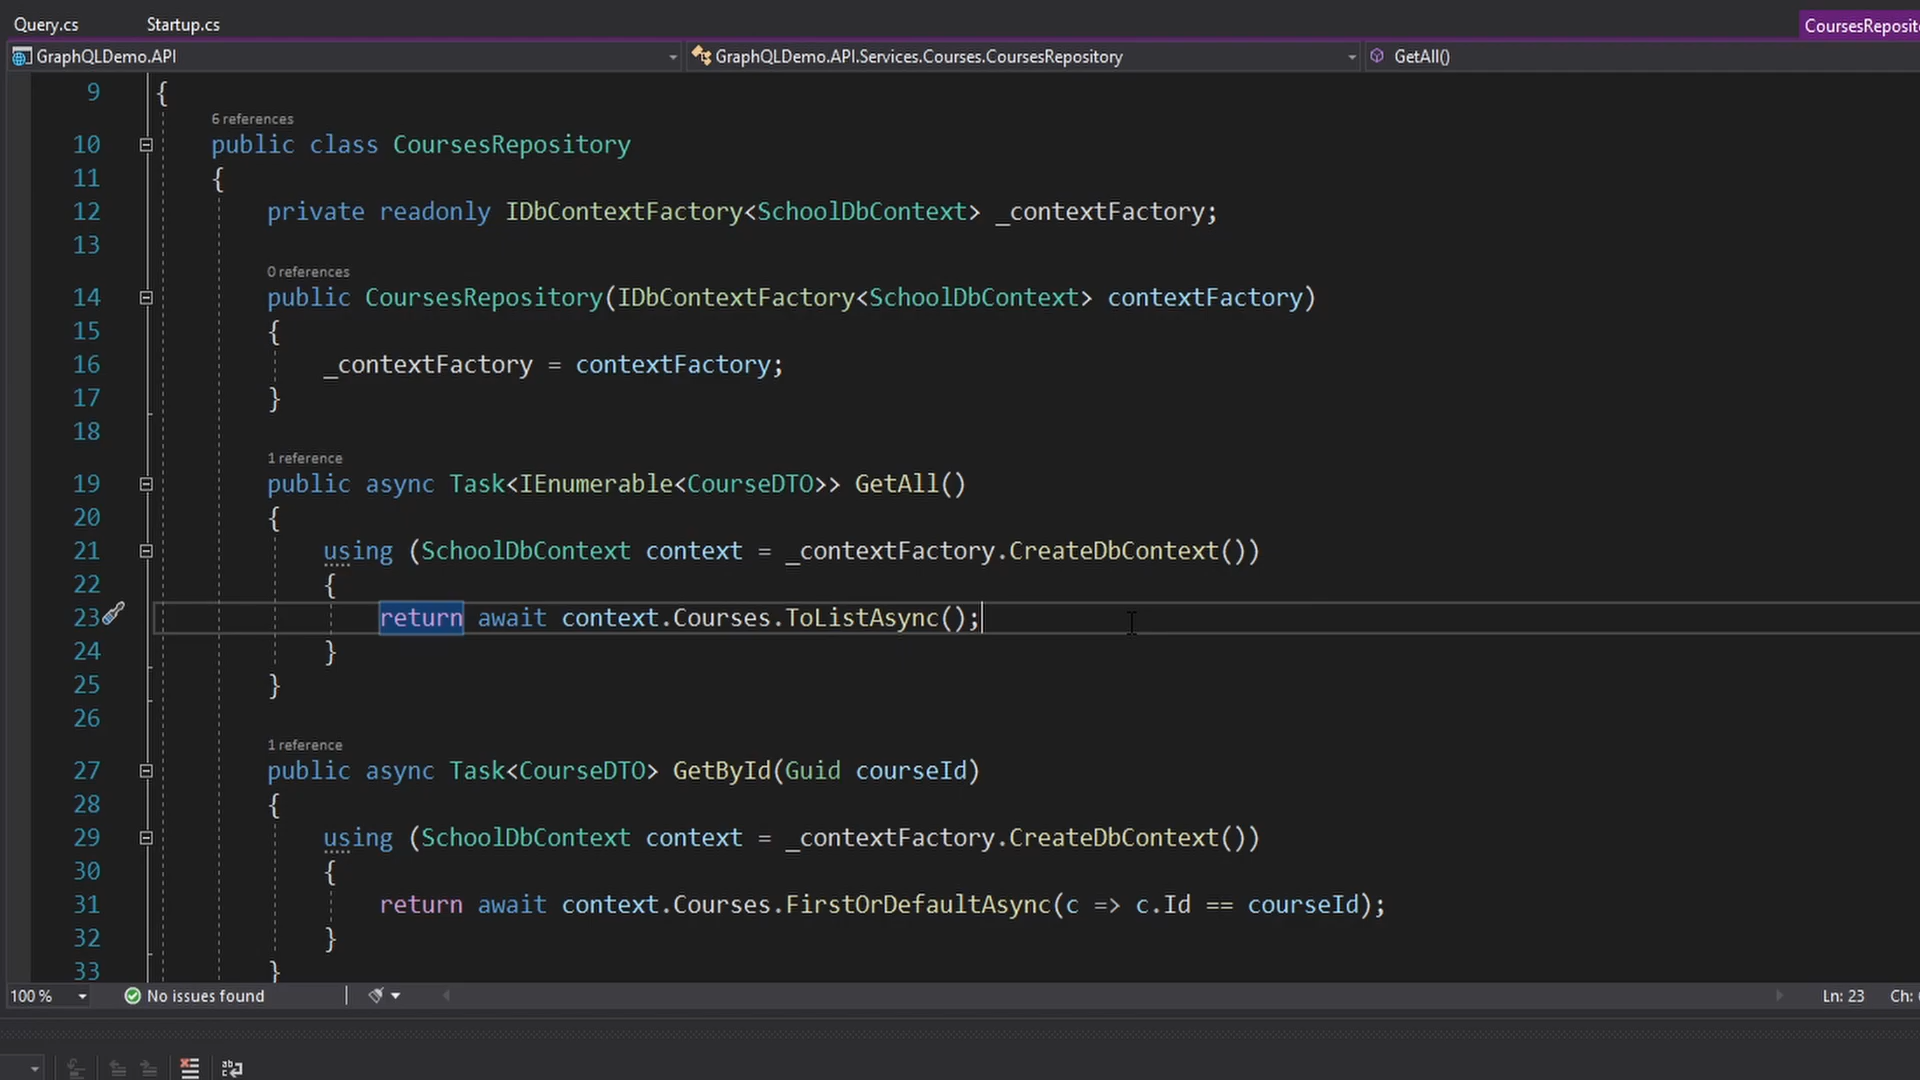 Query.cs Startup.cs CoursesReposit
GraphQLDemo.API GraphQLDemo.API.Services.Courses.CoursesRepository GetAll()
9 {
6 references
10 public class CoursesRepository
11 {
12 private readonly IDbContextFactory<SchoolDbContext> _contextFactory;
13
0 references
14 public CoursesRepository(IDbContextFactory<SchoolDbContext> contextFactory)
15 {
16 _contextFactory = contextFactory;
17 }
18
1 reference
19 public async Task<IEnumerable<CourseDTO>> GetAll()
20 {
21 using (SchoolDbContext context = _contextFactory.CreateDbContext())
22 {
23 return await context.Courses.ToListAsync();
24 }
25 }
26
1 reference
27 public async Task<CourseDTO> GetById(Guid courseId)
28 {
29 using (SchoolDbContext context = _contextFactory.CreateDbContext())
30 {
31 return await context.Courses.FirstOrDefaultAsync(c => c.Id == courseId);
32 }
33 }
100 % No issues found Ln: 23 Ch: